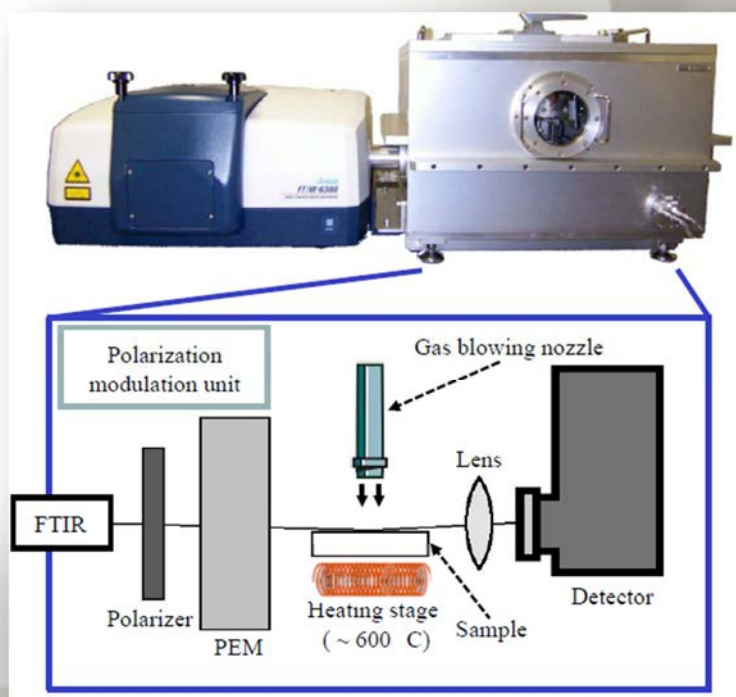 FT/IR-6300
Polarization
modulation unit
Gas blowing nozzle
Lens
FTIR
Polarizer
PEM
Heating stage
( ~ 600 C)
Sample
Detector